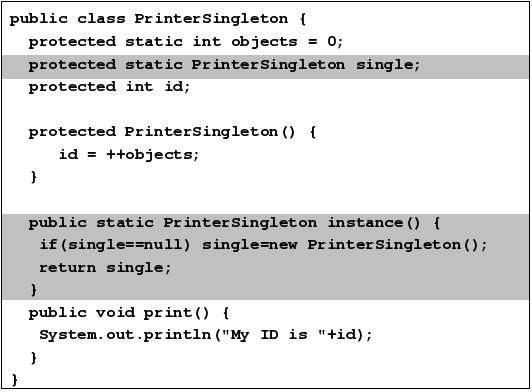 public class PrinterSingleton {
  protected static int objects = 0;
  protected static PrinterSingleton single;
  protected int id;

  protected PrinterSingleton() {
     id = ++objects;
  }

  public static PrinterSingleton instance() {
   if(single==null) single=new PrinterSingleton();
   return single;
  }
  public void print() {
   System.out.println("My ID is "+id);
  }
}